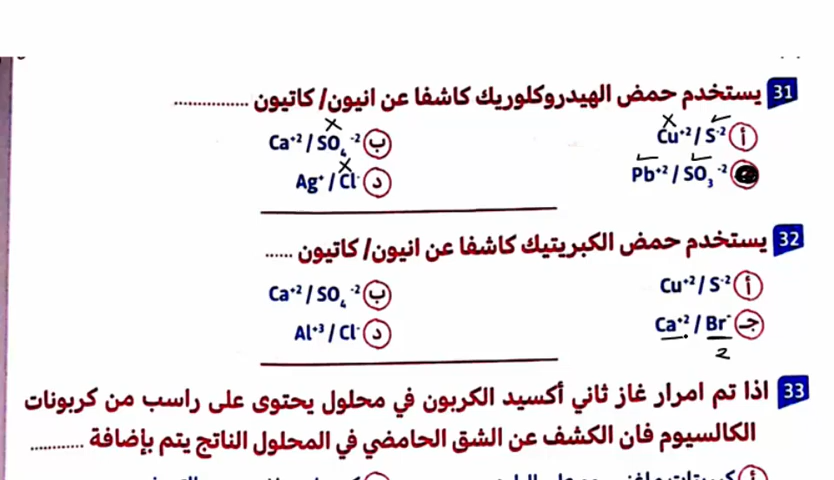 31 يستخدم حمض الهيدروكلوريك كاشفا عن انيون/ كاتيون ................
أ Cu⁺² / S⁻²
ب Ca⁺² / SO₄⁻²
Pb⁺² / SO₃⁻²
د Ag⁺ / Cl⁻
32 يستخدم حمض الكبريتيك كاشفا عن انيون/ كاتيون ......
أ Cu⁺² / S⁻²
ب Ca⁺² / SO₄⁻²
جـ Ca⁺² / Br⁻
2
د Al⁺³ / Cl⁻
33 اذا تم امرار غاز ثاني أكسيد الكربون في محلول يحتوى على راسب من كربونات
الكالسيوم فان الكشف عن الشق الحامضي في المحلول الناتج يتم بإضافة ...........